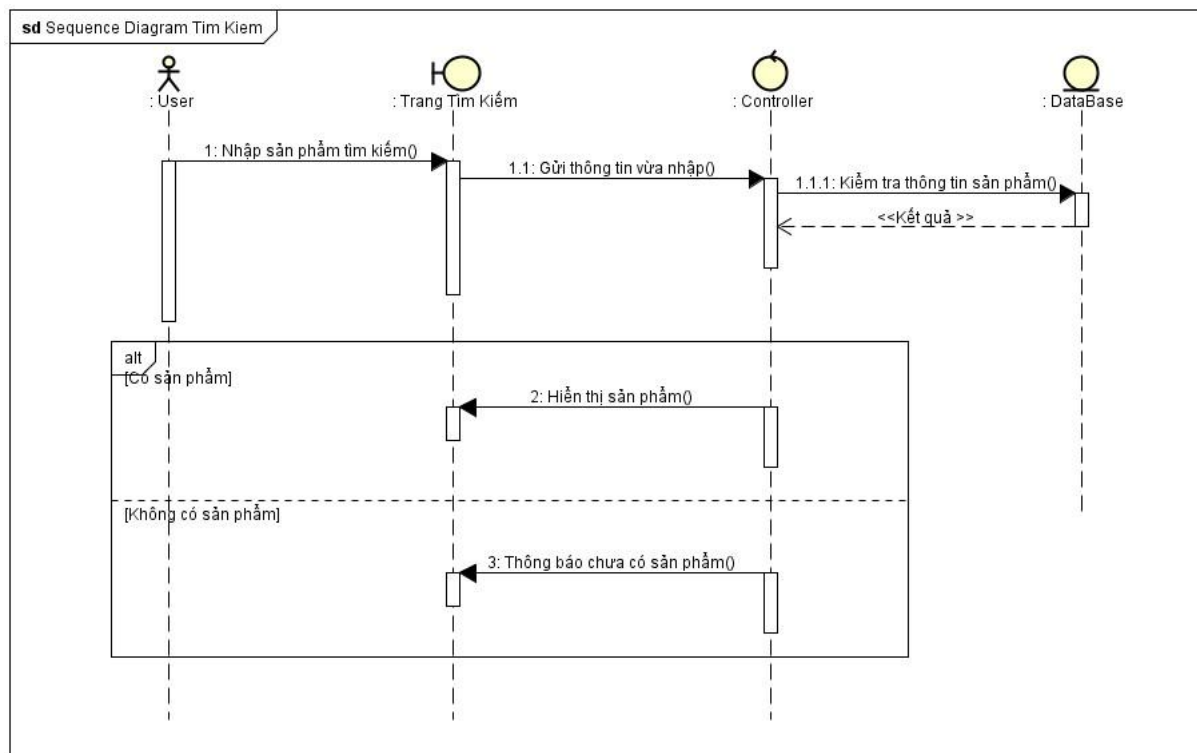 sd Sequence Diagram Tim Kiem
: User
: Trang Tìm Kiếm
: Controller
: DataBase
1: Nhập sản phẩm tìm kiếm()
1.1: Gửi thông tin vừa nhập()
1.1.1: Kiểm tra thông tin sản phẩm()
<<Kết quả >>
alt
[Có sản phẩm]
2: Hiển thị sản phẩm()
[Không có sản phẩm]
3: Thông báo chưa có sản phẩm()